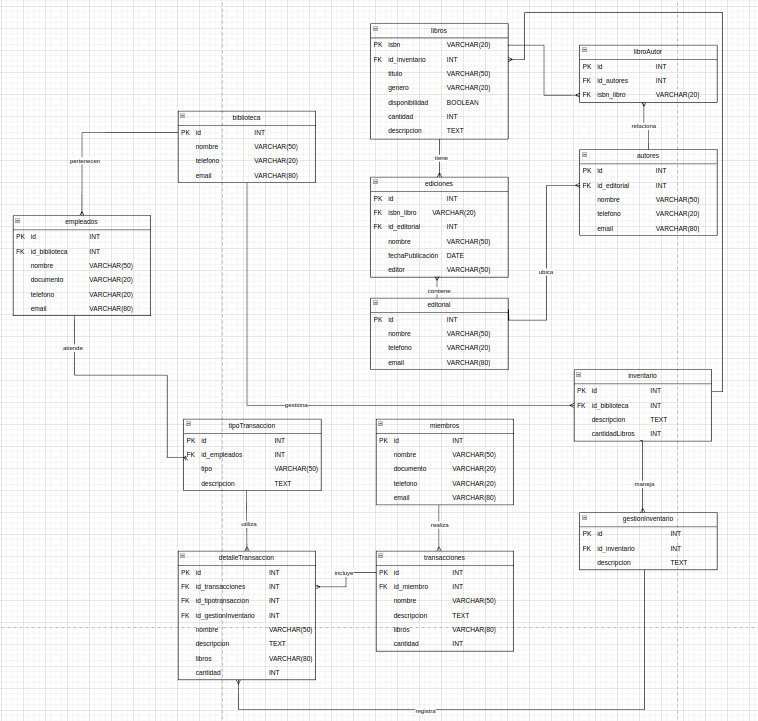 libros
PK isbn VARCHAR(20)
FK id_inventario INT
titulo VARCHAR(50)
genero VARCHAR(20)
disponibilidad BOOLEAN
cantidad INT
descripcion TEXT
libroAutor
PK id INT
FK id_autores INT
FK isbn_libro VARCHAR(20)
relaciona
autores
PK id INT
FK id_editorial INT
nombre VARCHAR(50)
telefono VARCHAR(20)
email VARCHAR(80)
biblioteca
PK id INT
nombre VARCHAR(50)
telefono VARCHAR(20)
email VARCHAR(80)
pertenecen
tiene
ediciones
PK id INT
FK isbn_libro VARCHAR(20)
FK id_editorial INT
nombre VARCHAR(50)
fechaPublicación DATE
editor VARCHAR(50)
contiene
ubica
editorial
PK id INT
nombre VARCHAR(50)
telefono VARCHAR(20)
email VARCHAR(80)
empleados
PK id INT
FK id_biblioteca INT
nombre VARCHAR(50)
documento VARCHAR(20)
telefono VARCHAR(20)
email VARCHAR(80)
atiende
gestiona
inventario
PK id INT
FK id_biblioteca INT
descripcion TEXT
cantidadLibros INT
maneja
tipoTransaccion
PK id INT
FK id_empleados INT
tipo VARCHAR(50)
descripcion TEXT
utiliza
miembros
PK id INT
nombre VARCHAR(50)
documento VARCHAR(20)
telefono VARCHAR(20)
email VARCHAR(80)
realiza
gestionInventario
PK id INT
FK id_inventario INT
descripcion TEXT
detalleTransaccion
PK id INT
FK id_transacciones INT
FK id_tipotransaccion INT
FK id_gestionInventario INT
nombre VARCHAR(50)
descripcion TEXT
libros VARCHAR(80)
cantidad INT
incluye
transacciones
PK id INT
FK id_miembro INT
nombre VARCHAR(50)
descripcion TEXT
libros VARCHAR(80)
cantidad INT
registra